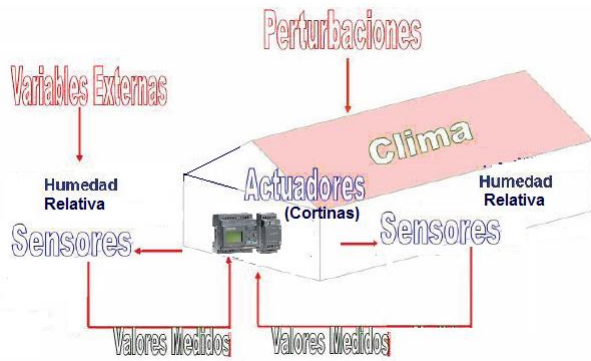 Perturbaciones
Variables Externas
Clima
Humedad
Relativa
Actuadores
(Cortinas)
Humedad
Relativa
Sensores
Sensores
Valores Medidos
Valores Medidos